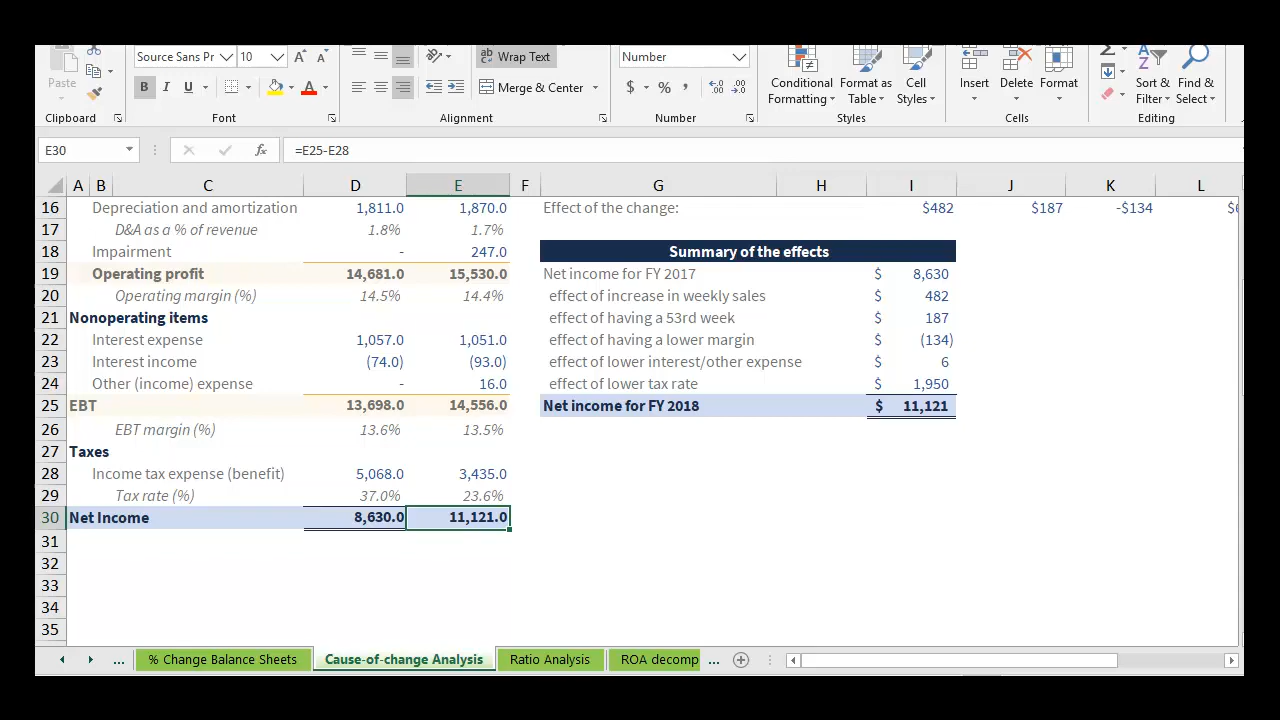 Source Sans Pr 10 A A ab Wrap Text Number
Paste B I U A Merge & Center $ % , Conditional Formatting Format as Table Cell Styles Insert Delete Format Sort & Filter Find & Select
Clipboard Font Alignment Number Styles Cells Editing
E30 fx =E25-E28
A B C D E F G H I J K L
16 Depreciation and amortization 1,811.0 1,870.0 Effect of the change: $482 $187 -$134
17 D&A as a % of revenue 1.8% 1.7%
18 Impairment - 247.0 Summary of the effects
19 Operating profit 14,681.0 15,530.0 Net income for FY 2017 $ 8,630
20 Operating margin (%) 14.5% 14.4% effect of increase in weekly sales $ 482
21 Nonoperating items effect of having a 53rd week $ 187
22 Interest expense 1,057.0 1,051.0 effect of having a lower margin $ (134)
23 Interest income (74.0) (93.0) effect of lower interest/other expense $ 6
24 Other (income) expense - 16.0 effect of lower tax rate $ 1,950
25 EBT 13,698.0 14,556.0 Net income for FY 2018 $ 11,121
26 EBT margin (%) 13.6% 13.5%
27 Taxes
28 Income tax expense (benefit) 5,068.0 3,435.0
29 Tax rate (%) 37.0% 23.6%
30 Net Income 8,630.0 11,121.0
31
32
33
34
35
... % Change Balance Sheets Cause-of-change Analysis Ratio Analysis ROA decomp ...